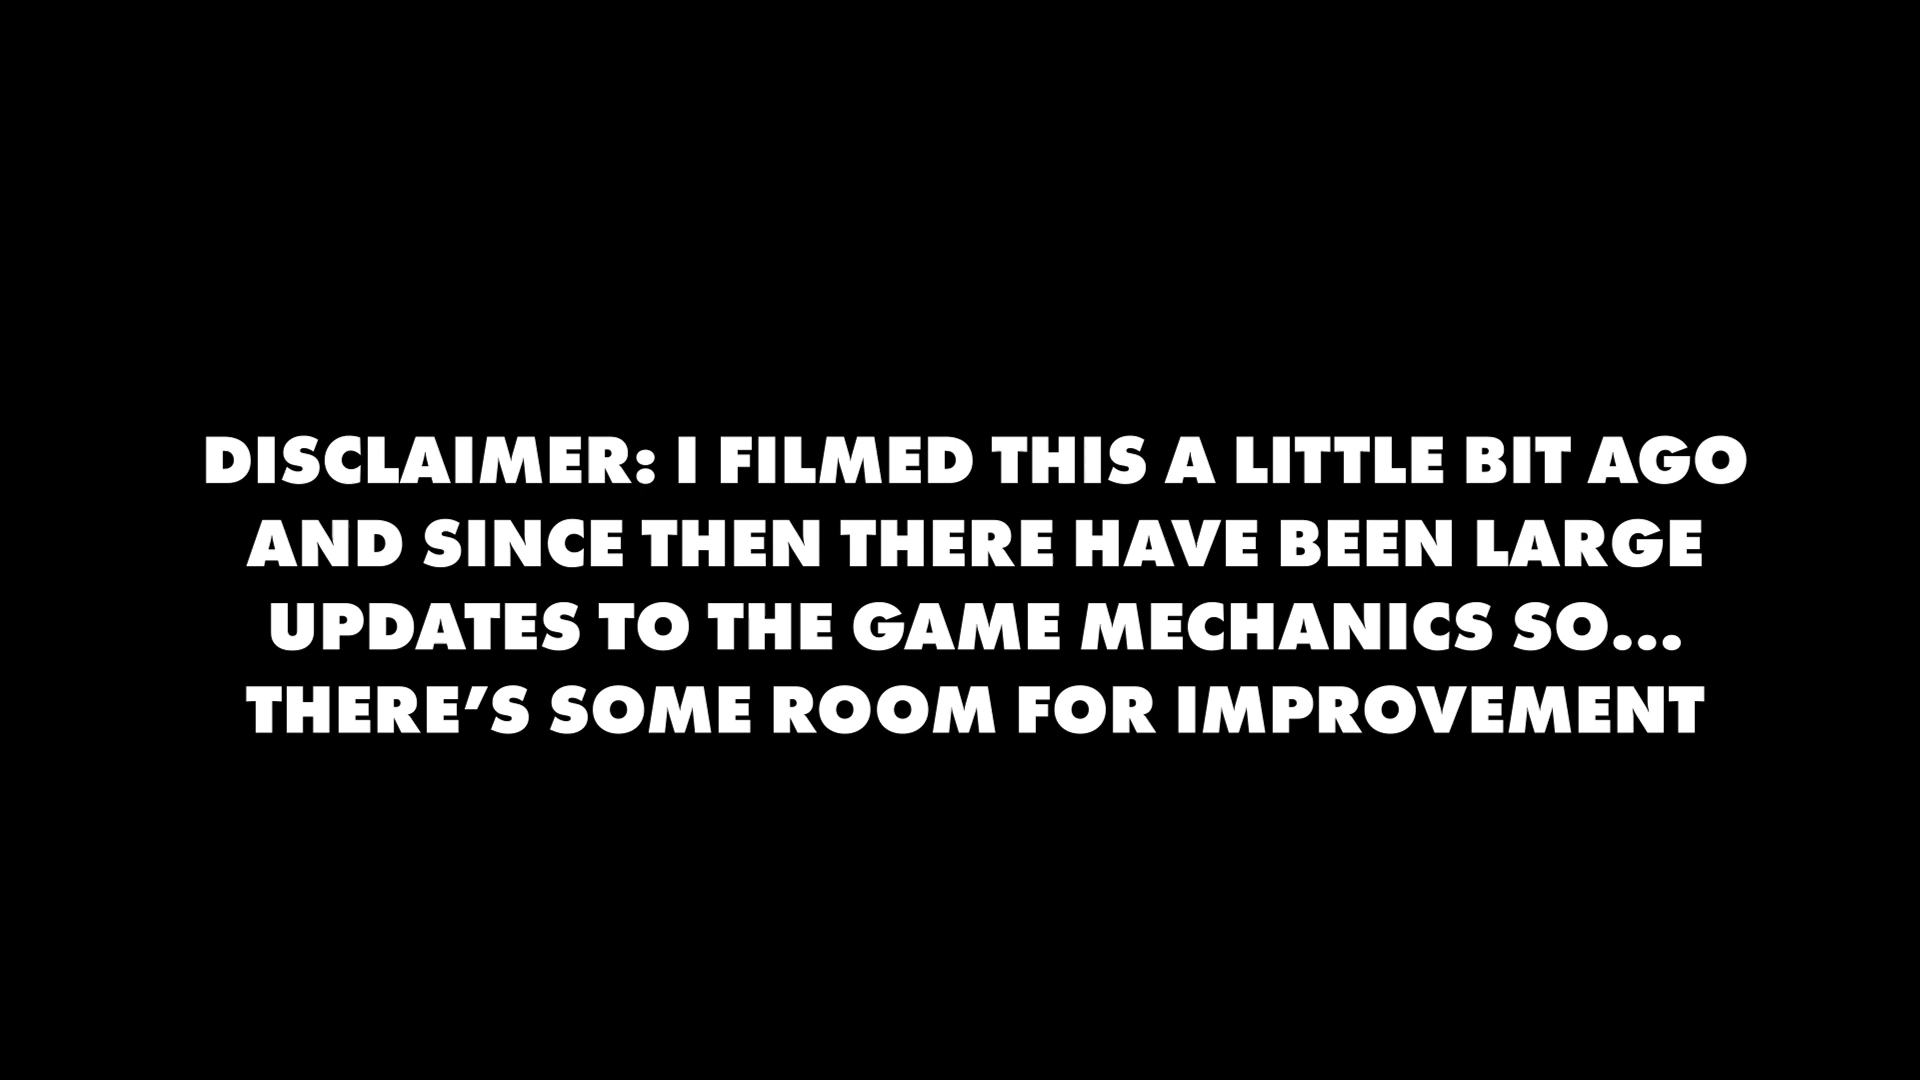 DISCLAIMER: I FILMED THIS A LITTLE BIT AGO
AND SINCE THEN THERE HAVE BEEN LARGE
UPDATES TO THE GAME MECHANICS SO...
THERE’S SOME ROOM FOR IMPROVEMENT